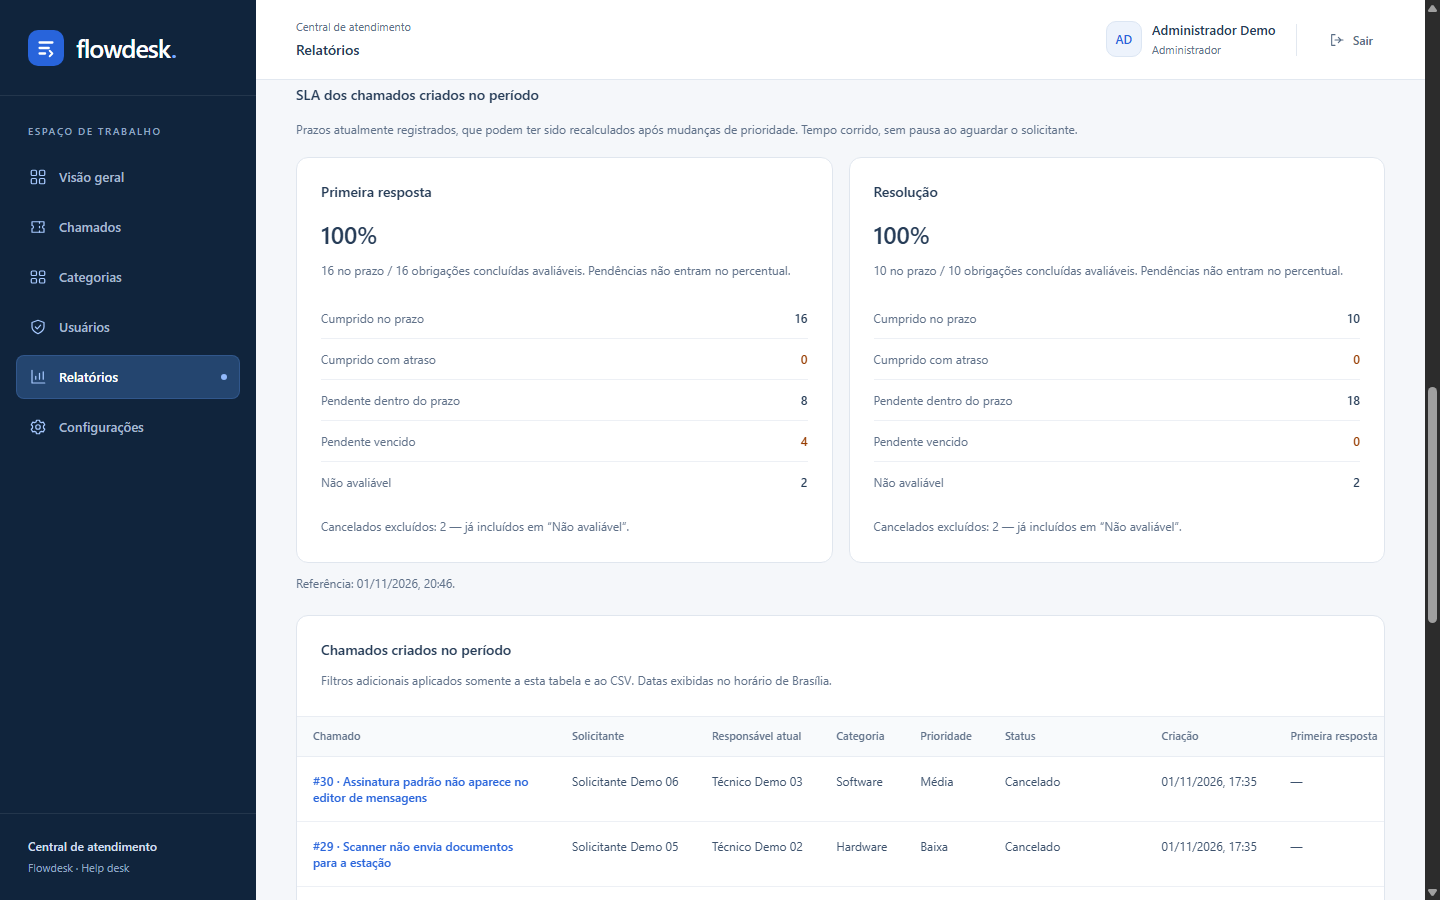 flowdesk.
ESPAÇO DE TRABALHO
Visão geral
Chamados
Categorias
Usuários
Relatórios
Configurações
Central de atendimento
Flowdesk · Help desk
Central de atendimento
Relatórios
AD
Administrador Demo
Administrador
Sair
SLA dos chamados criados no período
Prazos atualmente registrados, que podem ter sido recalculados após mudanças de prioridade. Tempo corrido, sem pausa ao aguardar o solicitante.
Primeira resposta
100%
16 no prazo / 16 obrigações concluídas avaliáveis. Pendências não entram no percentual.
Cumprido no prazo 16
Cumprido com atraso 0
Pendente dentro do prazo 8
Pendente vencido 4
Não avaliável 2
Cancelados excluídos: 2 — já incluídos em “Não avaliável”.
Resolução
100%
10 no prazo / 10 obrigações concluídas avaliáveis. Pendências não entram no percentual.
Cumprido no prazo 10
Cumprido com atraso 0
Pendente dentro do prazo 18
Pendente vencido 0
Não avaliável 2
Cancelados excluídos: 2 — já incluídos em “Não avaliável”.
Referência: 01/11/2026, 20:46.
Chamados criados no período
Filtros adicionais aplicados somente a esta tabela e ao CSV. Datas exibidas no horário de Brasília.
Chamado Solicitante Responsável atual Categoria Prioridade Status Criação Primeira resposta
#30 · Assinatura padrão não aparece no Solicitante Demo 06 Técnico Demo 03 Software Média Cancelado 01/11/2026, 17:35 —
editor de mensagens
#29 · Scanner não envia documentos Solicitante Demo 05 Técnico Demo 02 Hardware Baixa Cancelado 01/11/2026, 17:35 —
para a estação